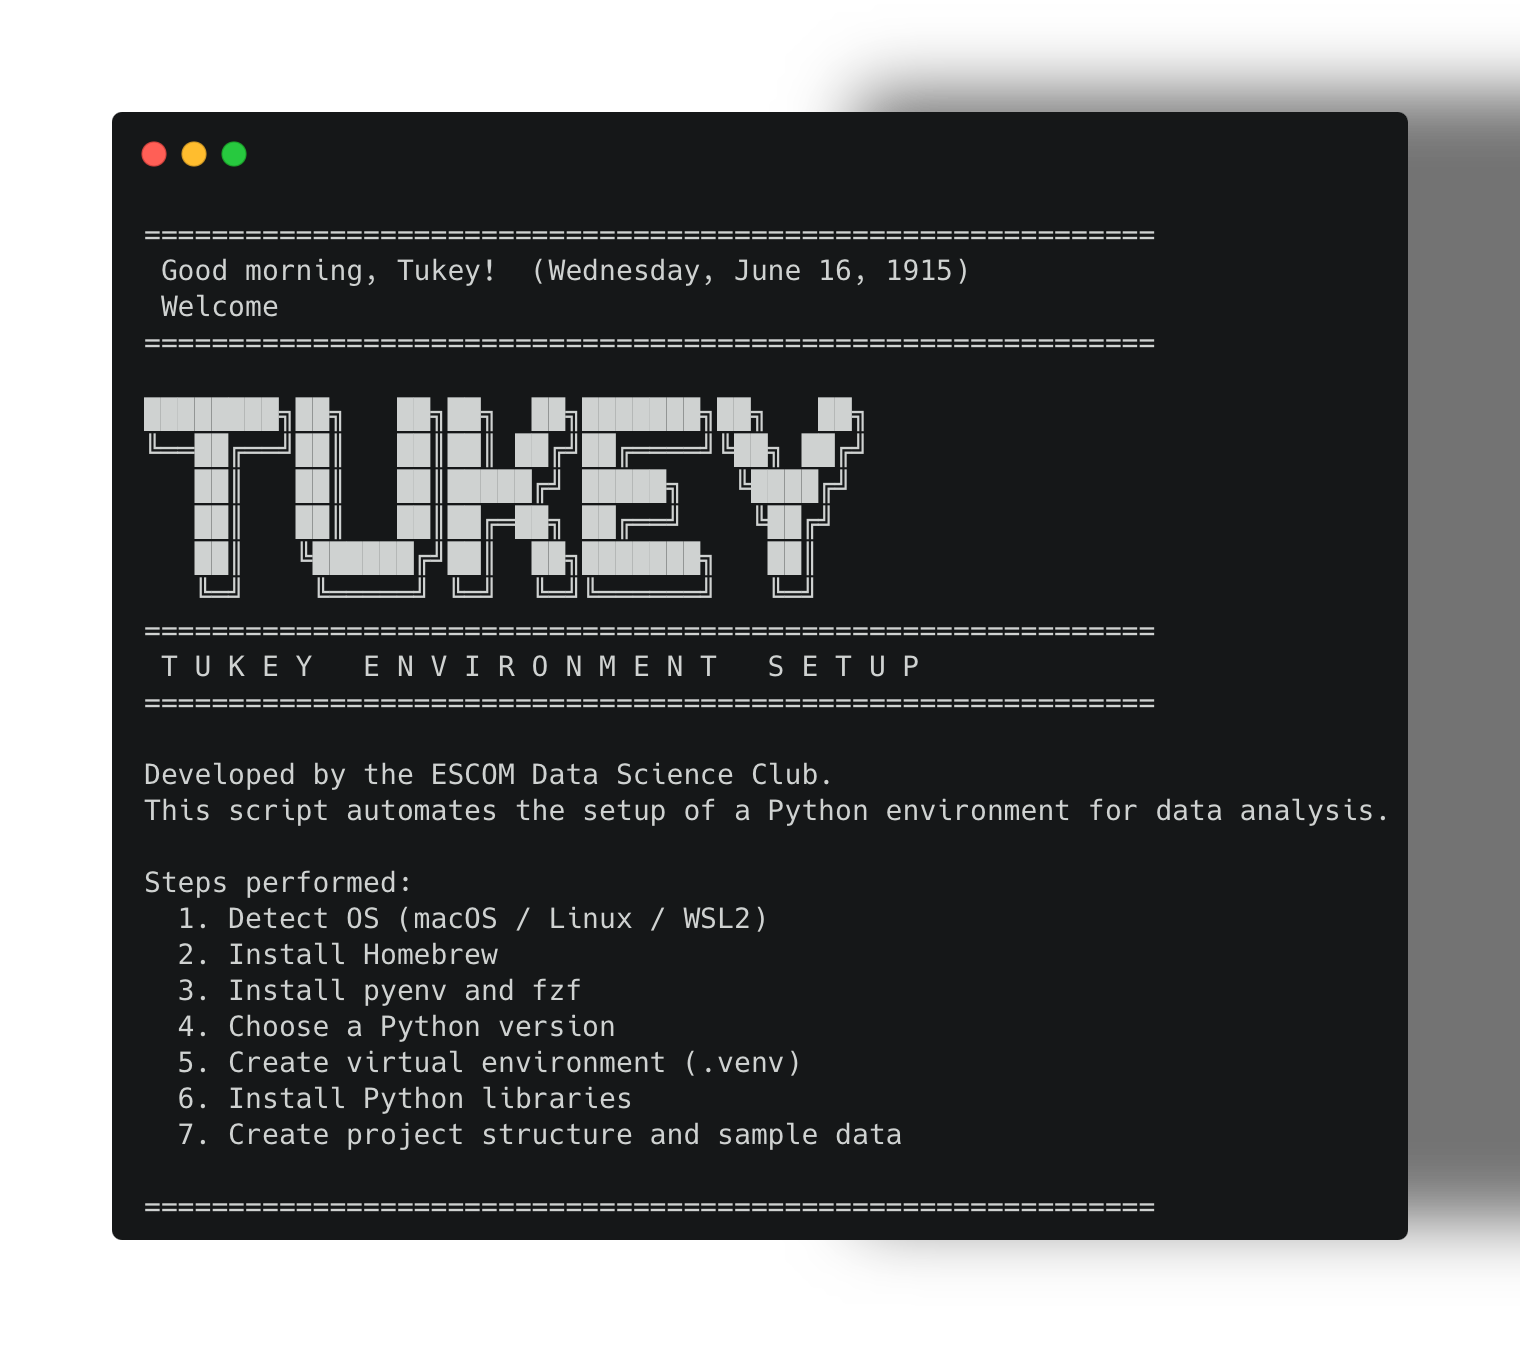 ============================================================
 Good morning, Tukey!  (Wednesday, June 16, 1915)
 Welcome
============================================================
TUKEY
============================================================
 T U K E Y   E N V I R O N M E N T   S E T U P
============================================================
Developed by the ESCOM Data Science Club.
This script automates the setup of a Python environment for data analysis.
Steps performed:
  1. Detect OS (macOS / Linux / WSL2)
  2. Install Homebrew
  3. Install pyenv and fzf
  4. Choose a Python version
  5. Create virtual environment (.venv)
  6. Install Python libraries
  7. Create project structure and sample data
============================================================